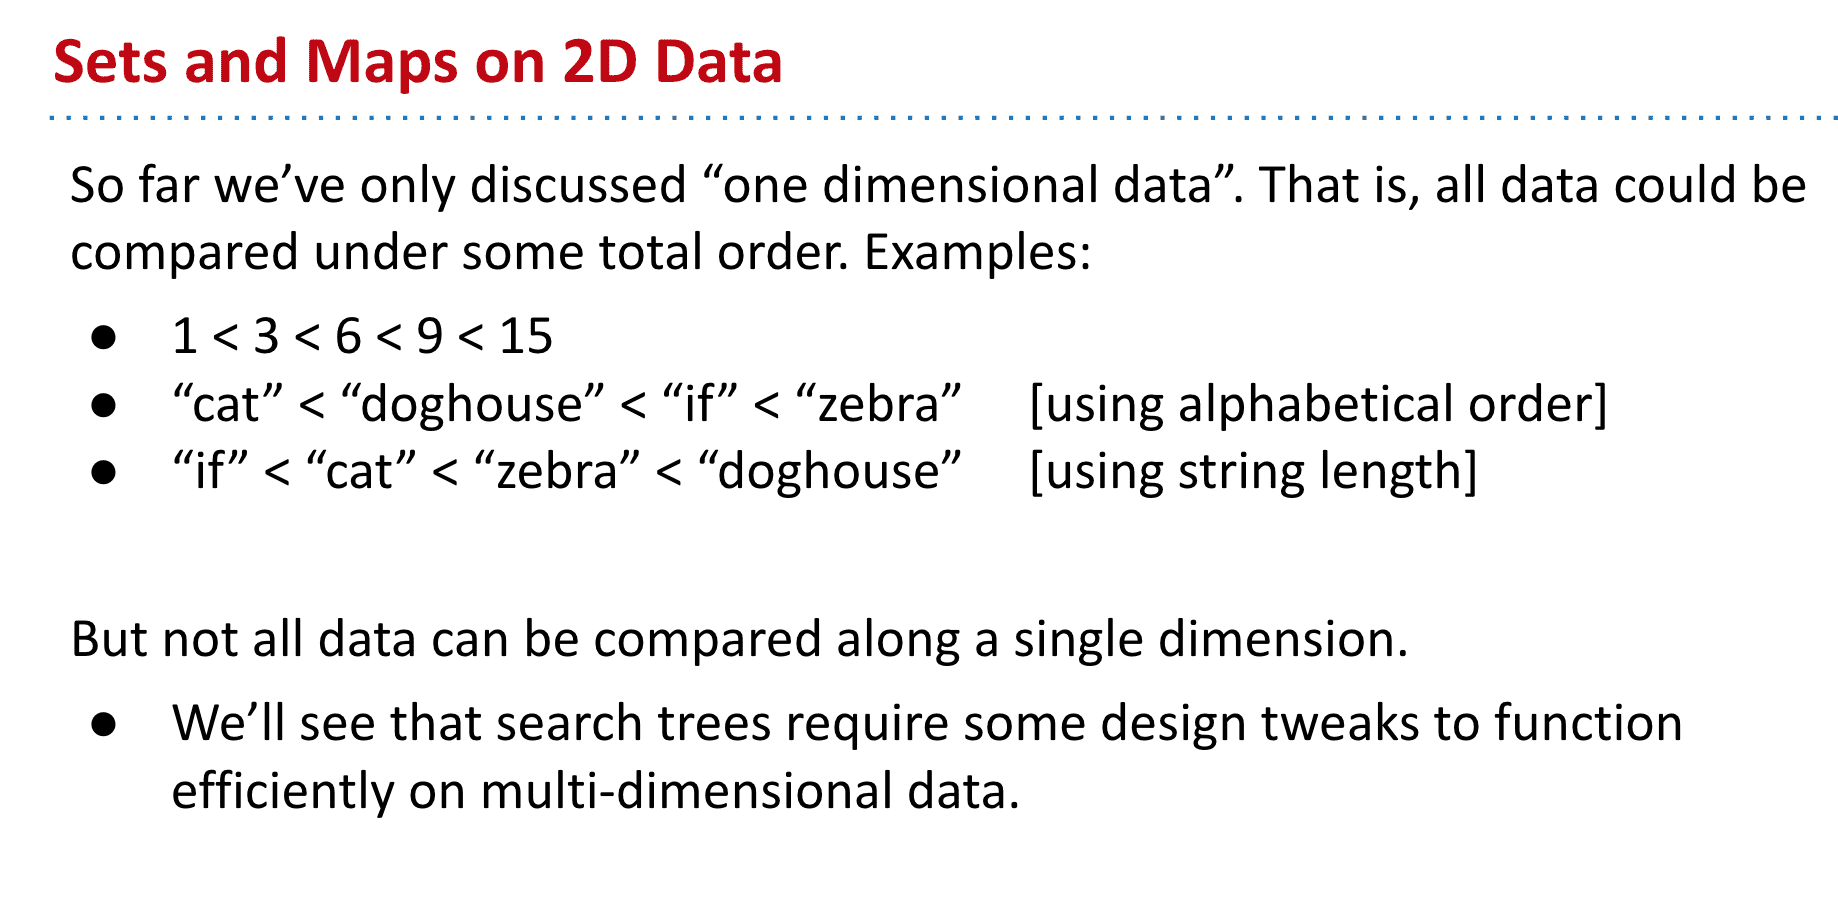 Sets and Maps on 2D Data
So far we’ve only discussed “one dimensional data”. That is, all data could be
compared under some total order. Examples:
● 1 < 3 < 6 < 9 < 15
● “cat” < “doghouse” < “if” < “zebra” [using alphabetical order]
● “if” < “cat” < “zebra” < “doghouse” [using string length]
But not all data can be compared along a single dimension.
● We’ll see that search trees require some design tweaks to function
efficiently on multi-dimensional data.